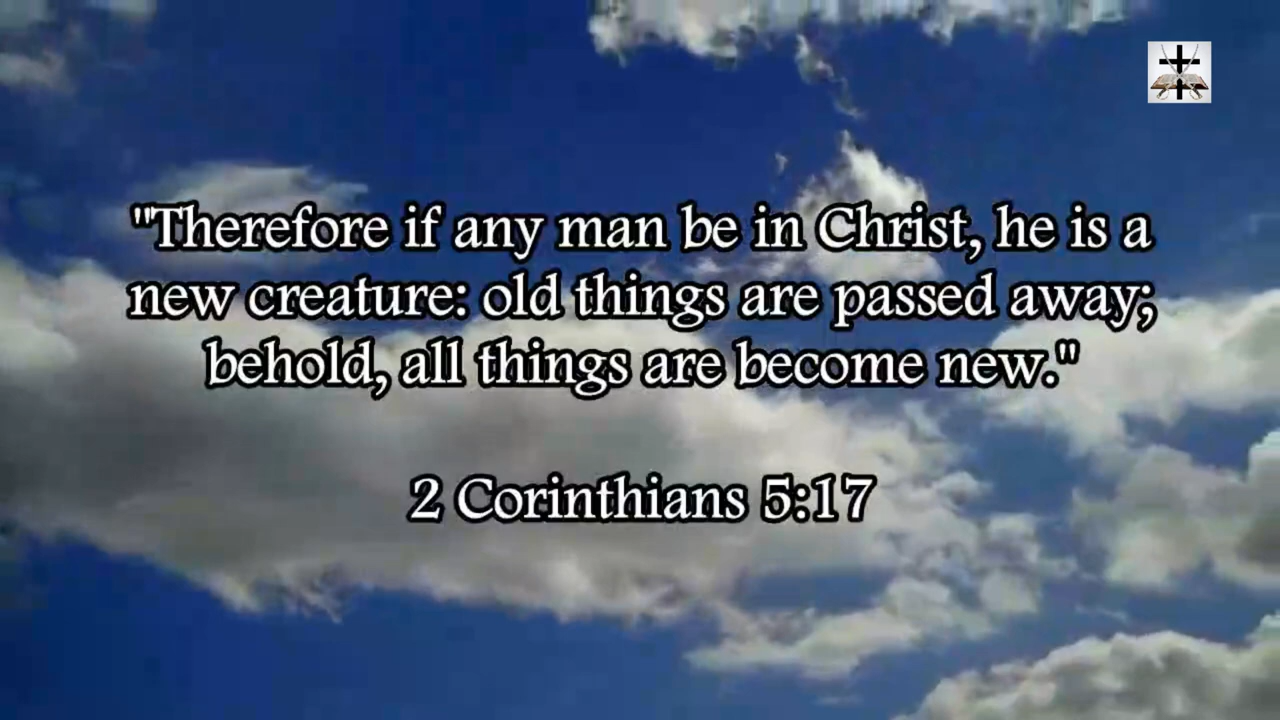 "Therefore if any man be in Christ, he is a
new creature: old things are passed away;
behold, all things are become new."
2 Corinthians 5:17